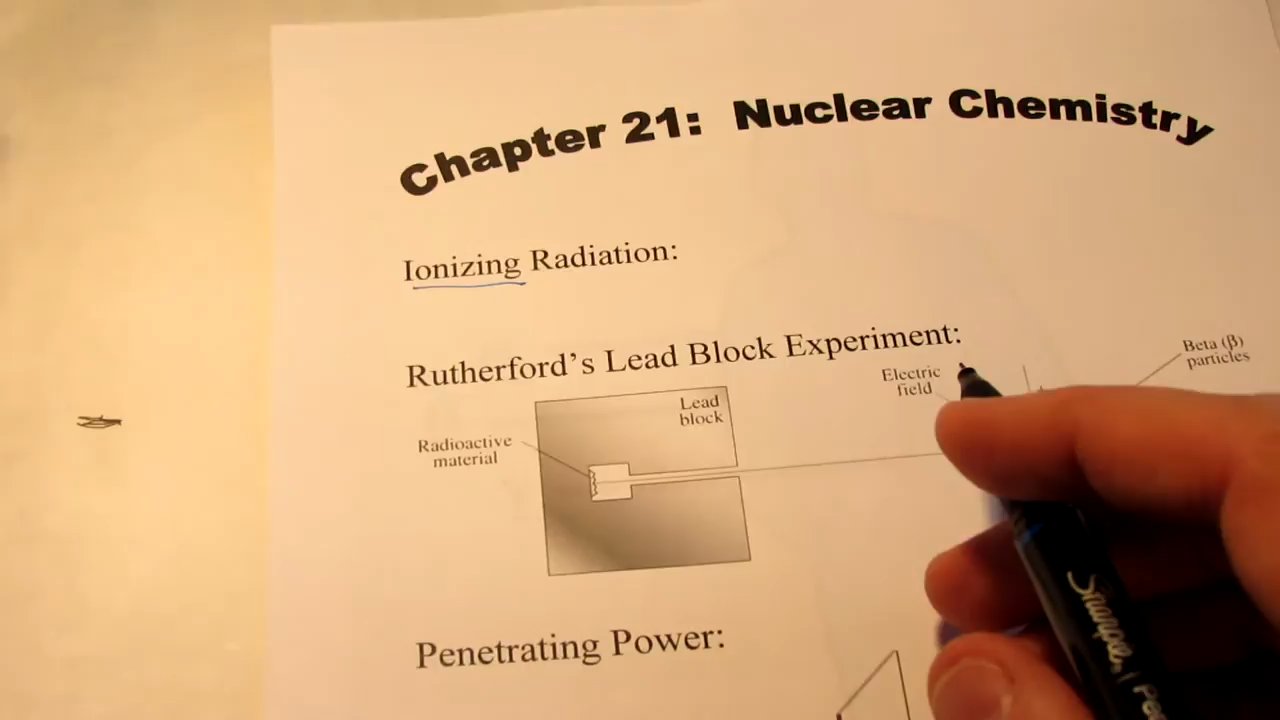 Chapter 21: Nuclear Chemistry
Ionizing Radiation:
Rutherford's Lead Block Experiment:
Electric
field
Beta (β)
particles
Lead
block
Radioactive
material
Penetrating Power:
Sharpie